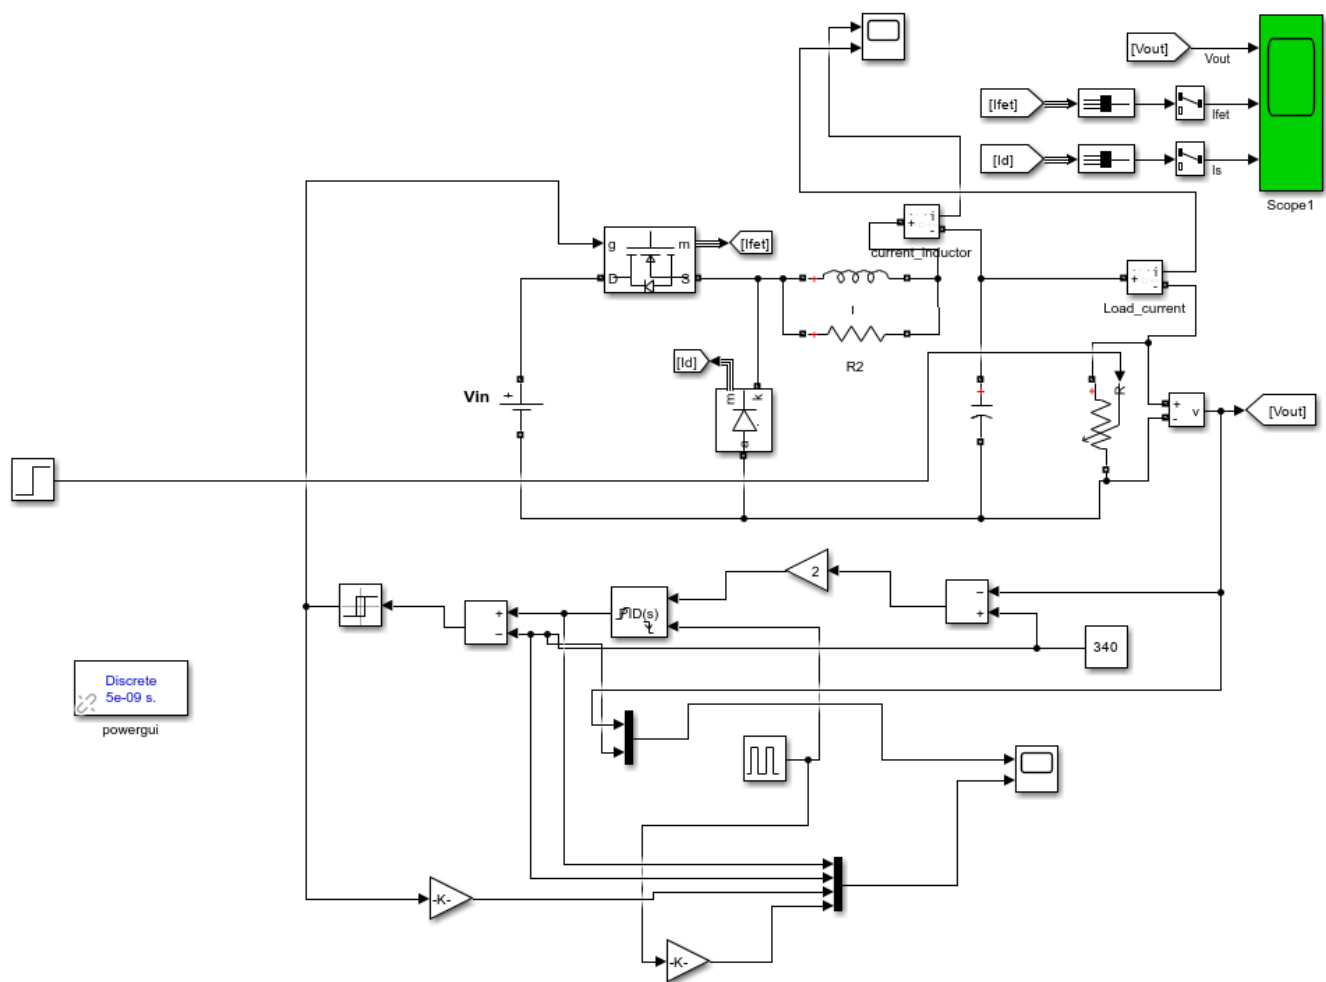 [Vout]
Vout
[Ifet]
Ifet
[Id]
Is
Scope1
g
m
[Ifet]
D
S
i
+
-
current_inductor
i
+
-
Load_current
+
I
+
R2
[Id]
m
k
a
Vin
+
+
+
R
+
-
v
[Vout]
2
PID(s)
-
+
+
-
340
Discrete
5e-09 s.
powergui
-K-
-K-